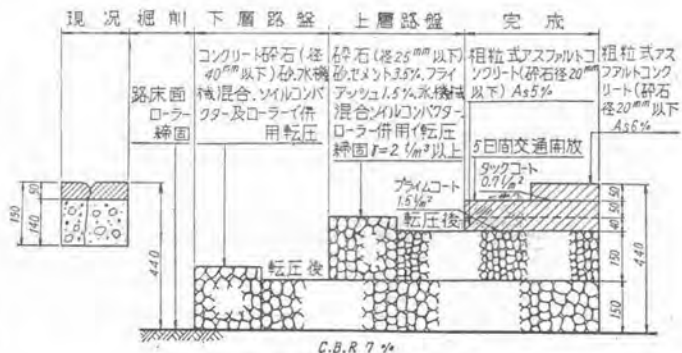 現況 掘削 下層路盤 上層路盤 完成
路床面
ローラー
締固
コンクリート砕石(径
40mm以下)砂,水機
械混合、ソイルコンパ
クター及ローラーで併
用転圧
砕石(径25mm以下)
砂,セメント3.5%,フライ
アッシュ1.5%,水,機械
混合ソイルコンパクター,
ローラー併用で転圧
締固γ=2 t/m³以上
粗粒式アスファルトコ
ンクリート(砕石径20mm
以下) As5%
粗粒式アス
ファルトコンク
リート(砕石
径20mm以下
As6%
5日間交通開放
タックコート
0.7ℓ/m²
プライムコート
1.5ℓ/m²
転圧後
転圧後
150
50
140
440
50
50
40
150
150
440
C.B.R 7%